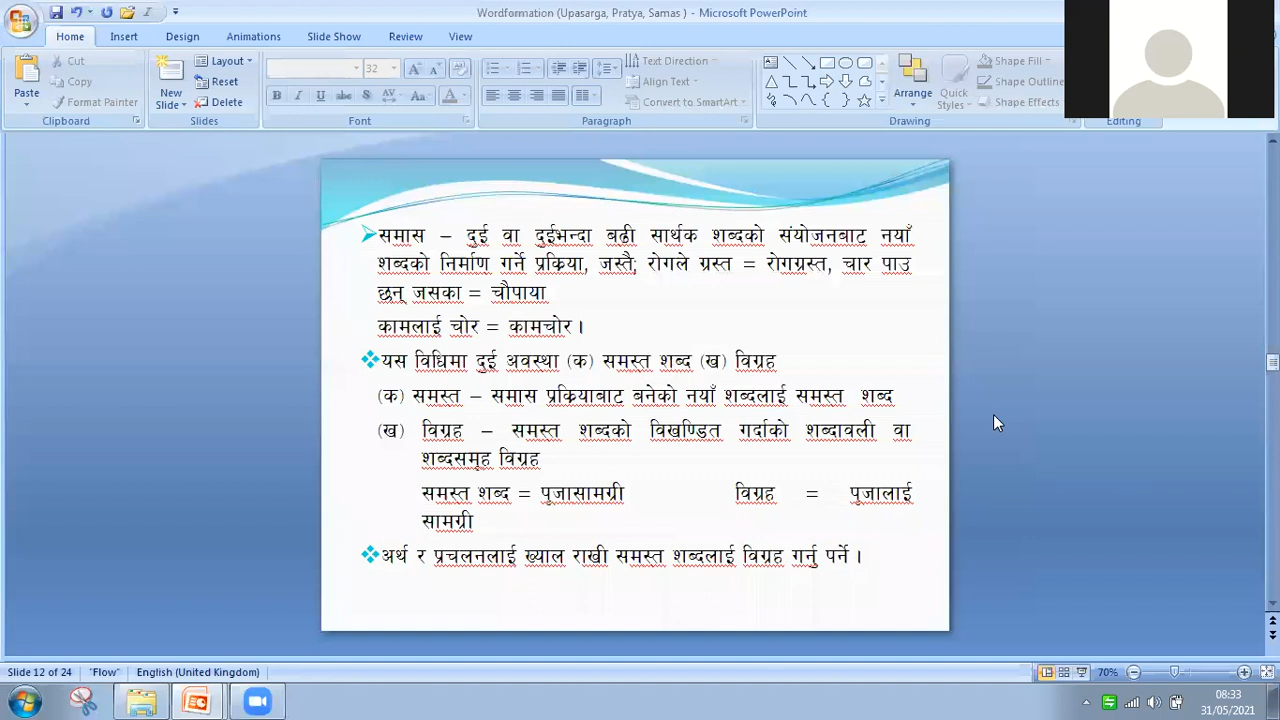 Wordformation (Upasarga, Pratya, Samas ) - Microsoft PowerPoint
Home Insert Design Animations Slide Show Review View
Cut
Copy
Format Painter
Paste
Clipboard
New Slide
Layout
Reset
Delete
Slides
32
Font
Text Direction
Align Text
Convert to SmartArt
Paragraph
Arrange
Quick Styles
Shape Fill
Shape Outline
Shape Effects
Drawing
Editing
समास – दुई वा दुईभन्दा बढी सार्थक शब्दको संयोजनबाट नयाँ
शब्दको निर्माण गर्ने प्रकिया, जस्तै; रोगले ग्रस्त = रोगग्रस्त, चार पाउ
छन् जसका = चौपाया
कामलाई चोर = कामचोर ।
यस विधिमा दुई अवस्था (क) समस्त शब्द (ख) विग्रह
(क) समस्त – समास प्रकियाबाट बनेको नयाँ शब्दलाई समस्त शब्द
(ख) विग्रह – समस्त शब्दको विखण्डित गर्दाको शब्दावली वा
शब्दसमूह विग्रह
समस्त शब्द = पुजासामग्री विग्रह = पुजालाई
सामग्री
अर्थ र प्रचलनलाई ख्याल राखी समस्त शब्दलाई विग्रह गर्नु पर्ने ।
Slide 12 of 24 "Flow" English (United Kingdom) 70%
08:33
31/05/2021